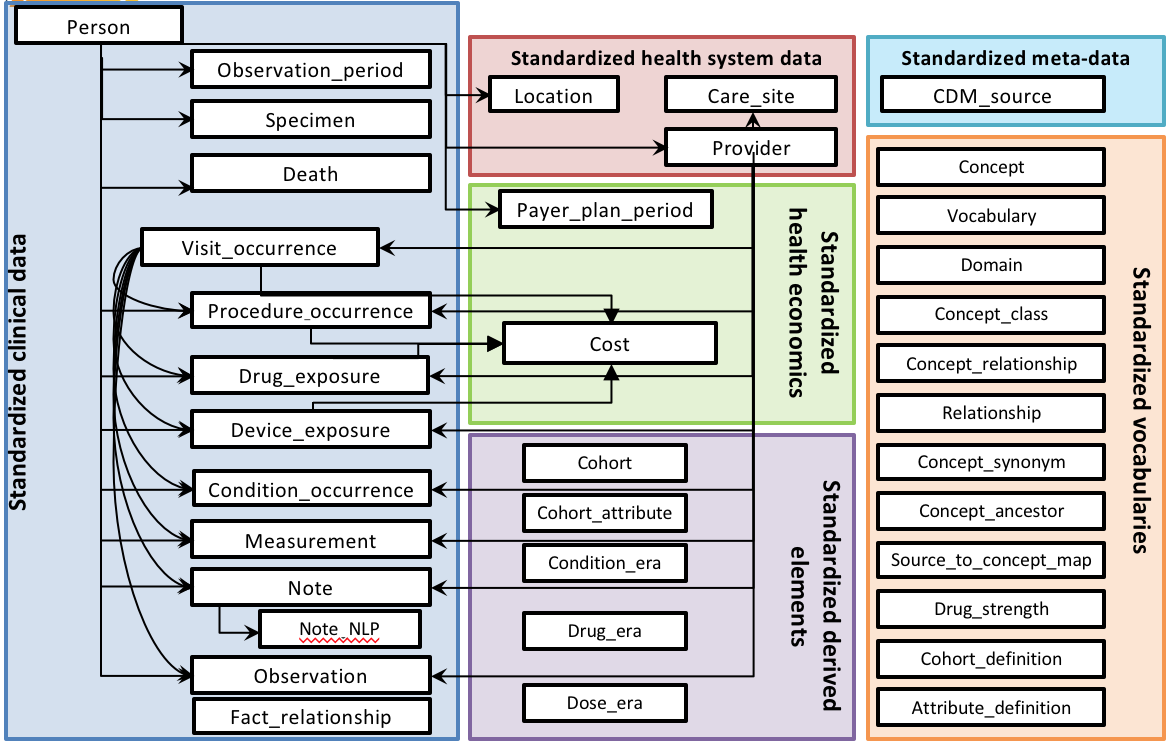 Person
Observation_period
Specimen
Death
Visit_occurrence
Procedure_occurrence
Drug_exposure
Device_exposure
Condition_occurrence
Measurement
Note
Note_NLP
Observation
Fact_relationship
Standardized clinical data
Standardized health system data
Location
Care_site
Provider
Payer_plan_period
Cost
Standardized
health economics
Cohort
Cohort_attribute
Condition_era
Drug_era
Dose_era
Standardized derived
elements
Standardized meta-data
CDM_source
Concept
Vocabulary
Domain
Concept_class
Concept_relationship
Relationship
Concept_synonym
Concept_ancestor
Source_to_concept_map
Drug_strength
Cohort_definition
Attribute_definition
Standardized vocabularies